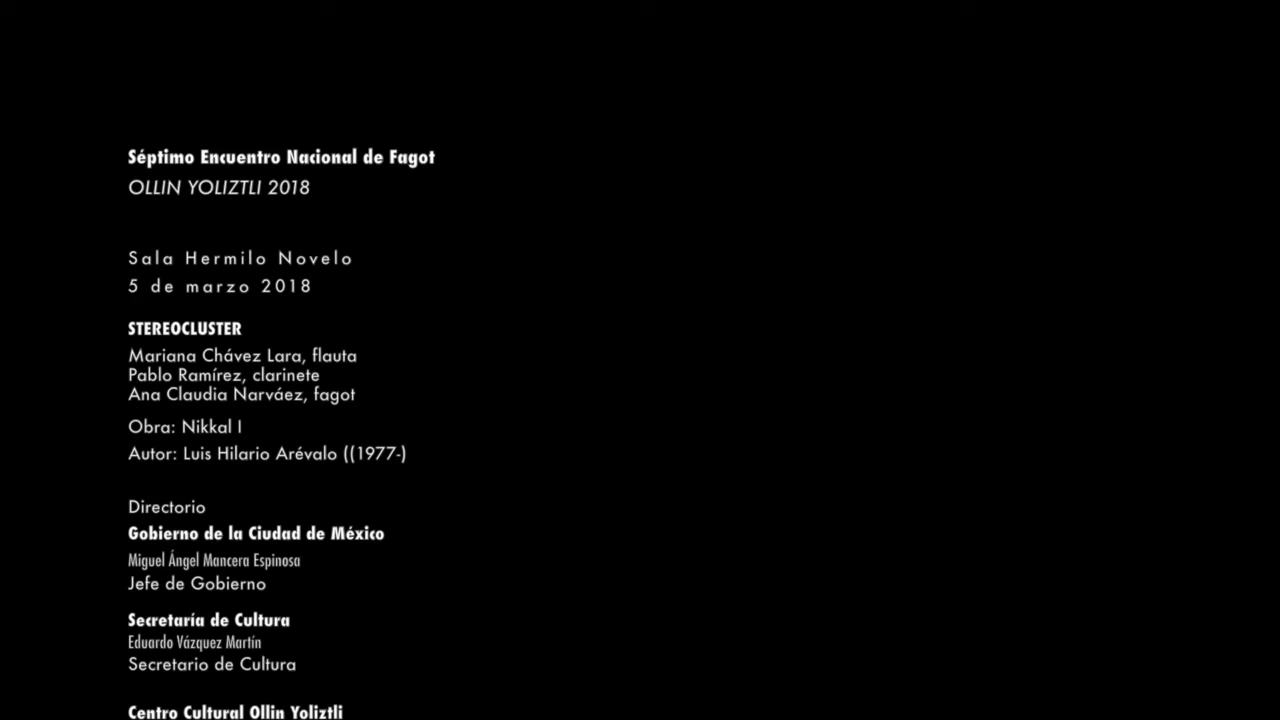 Séptimo Encuentro Nacional de Fagot
OLLIN YOLIZTLI 2018
Sala Hermilo Novelo
5 de marzo 2018
STEREOCLUSTER
Mariana Chávez Lara, flauta
Pablo Ramírez, clarinete
Ana Claudia Narváez, fagot
Obra: Nikkal I
Autor: Luis Hilario Arévalo ((1977-)
Directorio
Gobierno de la Ciudad de México
Miguel Ángel Mancera Espinosa
Jefe de Gobierno
Secretaría de Cultura
Eduardo Vázquez Martín
Secretario de Cultura
Centro Cultural Ollin Yoliztli